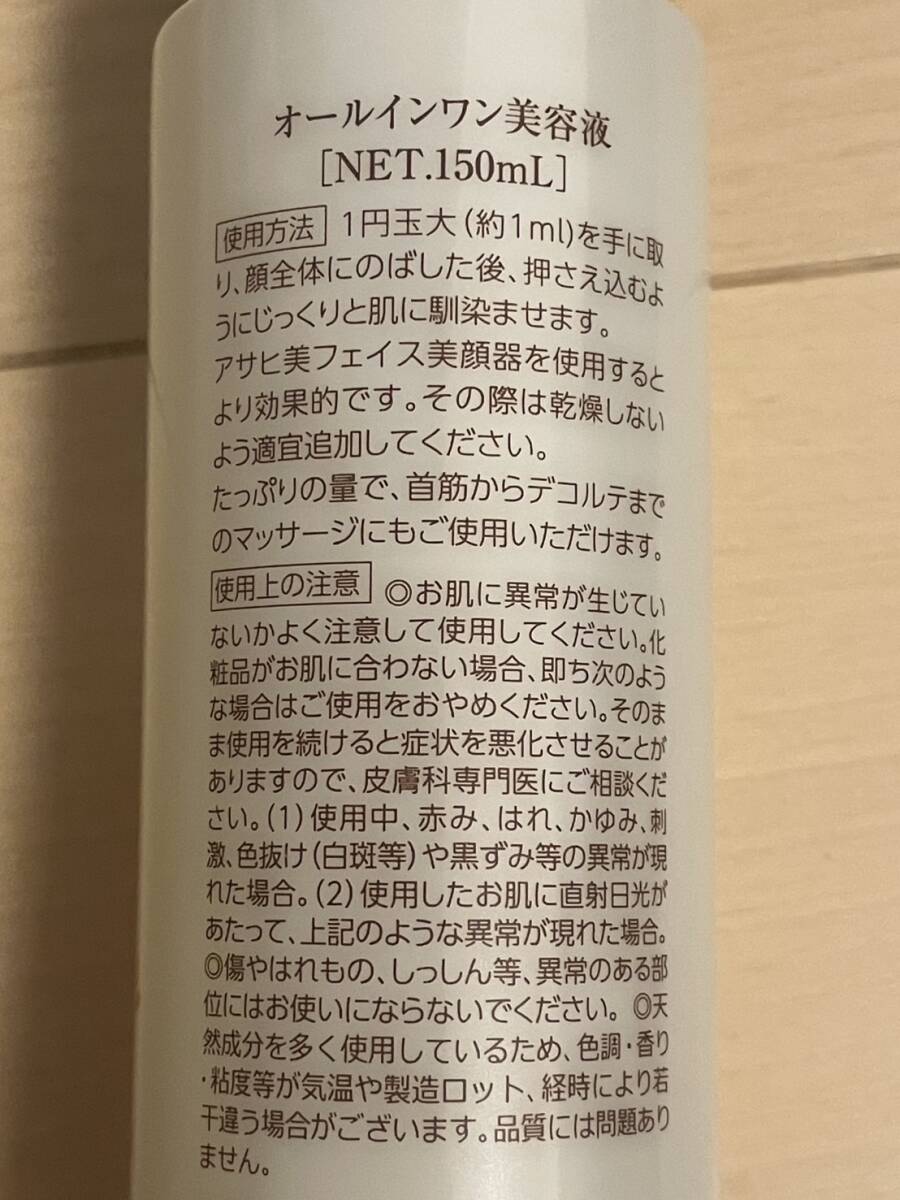 オールインワン美容液
[NET.150mL]
使用方法 1円玉大(約1ml)を手に取
り、顔全体にのばした後、押さえ込むよ
うにじっくりと肌に馴染ませます。
アサヒ美フェイス美顔器を使用すると
より効果的です。その際は乾燥しない
よう適宜追加してください。
たっぷりの量で、首筋からデコルテまで
のマッサージにもご使用いただけます。
使用上の注意 ◎お肌に異常が生じてい
ないかよく注意して使用してください。化
粧品がお肌に合わない場合、即ち次のよう
な場合はご使用をおやめください。そのま
ま使用を続けると症状を悪化させることが
ありますので、皮膚科専門医にご相談くだ
さい。(1)使用中、赤み、はれ、かゆみ、刺
激、色抜け(白斑等)や黒ずみ等の異常が現
れた場合。(2)使用したお肌に直射日光が
あたって、上記のような異常が現れた場合。
◎傷やはれもの、しっしん等、異常のある部
位にはお使いにならないでください。◎天
然成分を多く使用しているため、色調・香り
・粘度等が気温や製造ロット、経時により若
干違う場合がございます。品質には問題あり
ません。